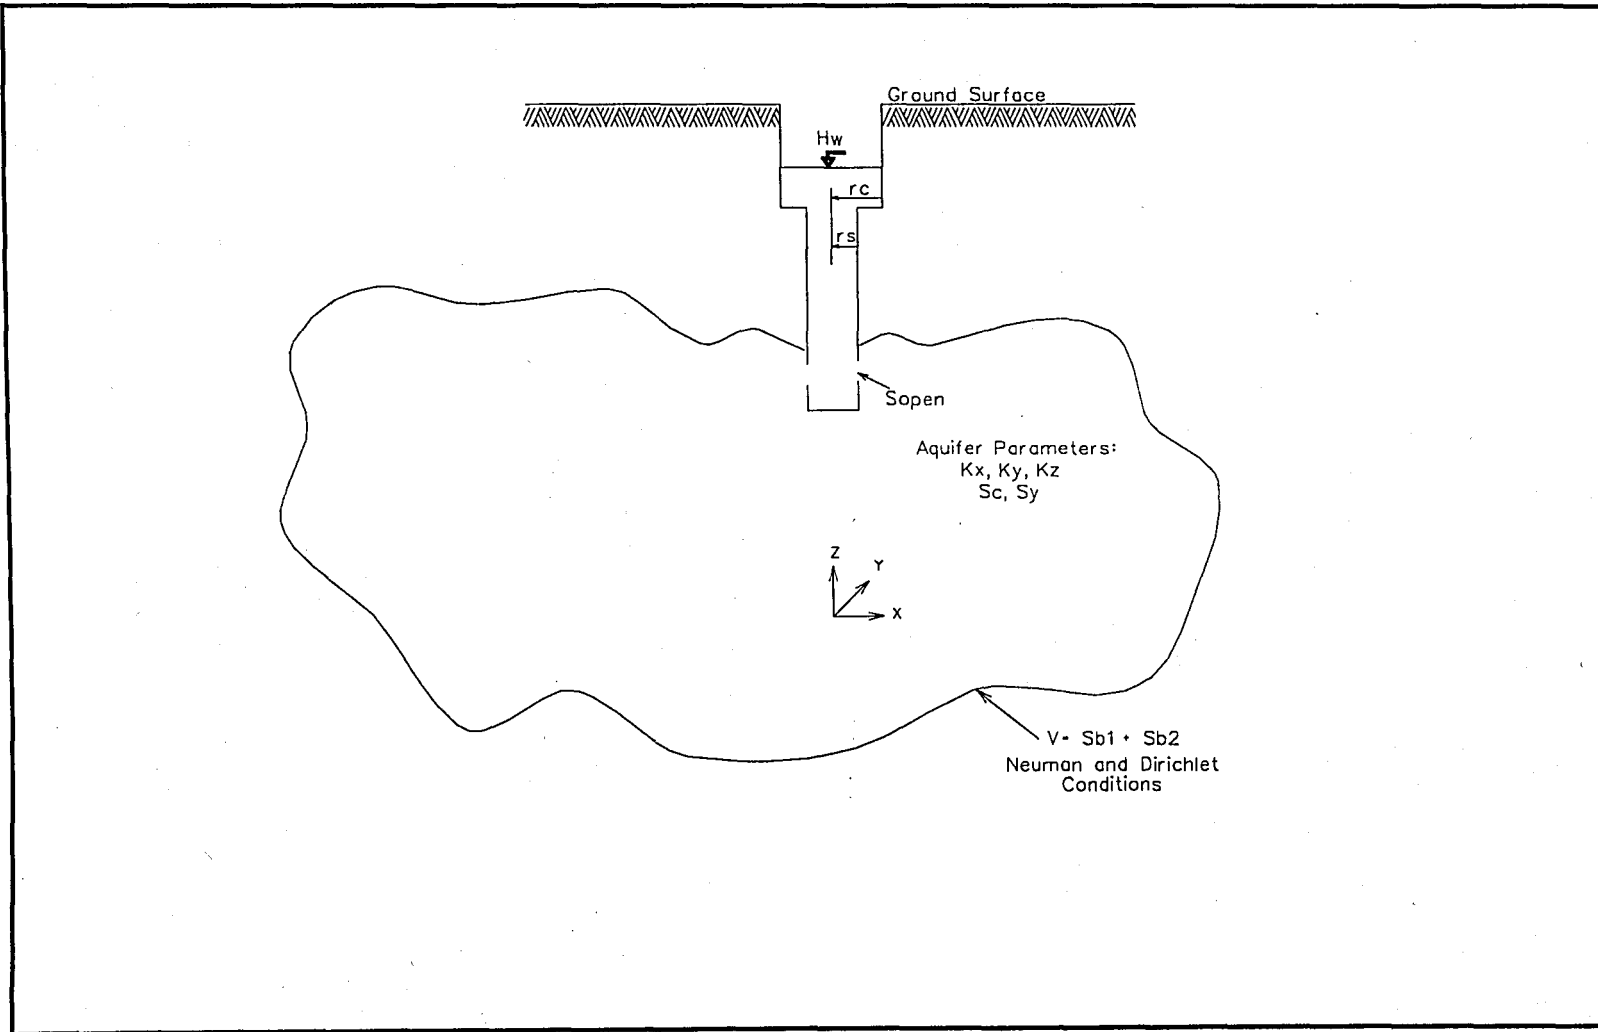 Ground Surface
Hw
rc
rs
Sopen
Aquifer Parameters:
Kx, Ky, Kz
Sc, Sy
Z
Y
X
V- Sb1 + Sb2
Neuman and Dirichlet
Conditions